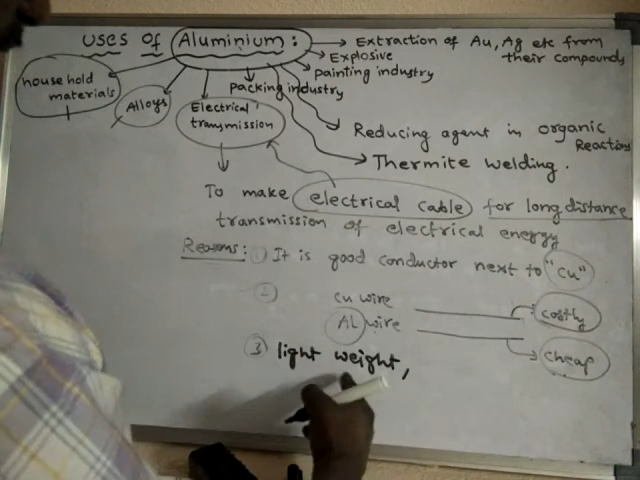 Uses of Aluminium:
Extraction of Au, Ag etc from
their compounds
Explosive
painting industry
packing industry
household
materials
Alloys
Electrical
transmission
Reducing agent in organic
Reactions
Thermite welding.
To make electrical cable for long distance
transmission of electrical energy
Reasons: 1 It is good conductor next to "cu"
2 cu wire costly
AL wire cheap
3 light weight,